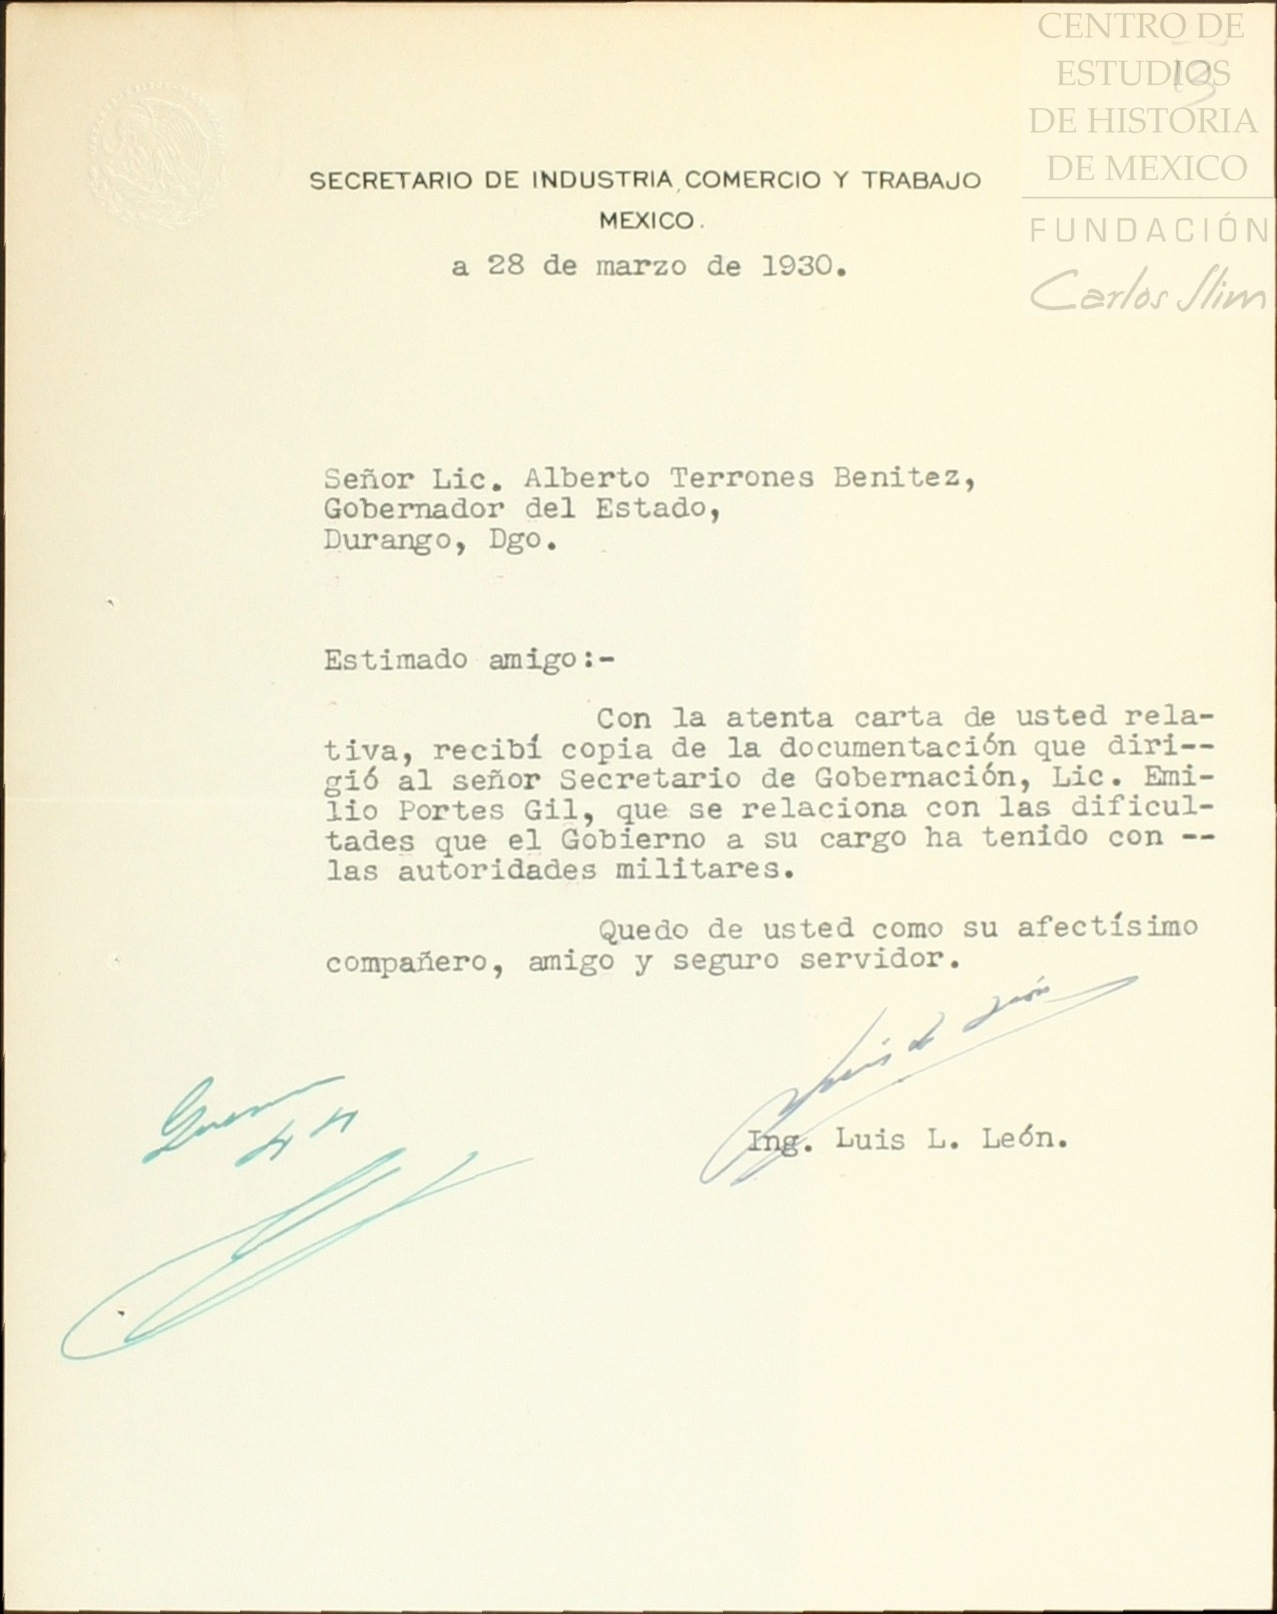 CENTRO DE
ESTUDIOS
DE HISTORIA
DE MEXICO
FUNDACIÓN
Carlos Slim
13
SECRETARIO DE INDUSTRIA, COMERCIO Y TRABAJO
MEXICO.
a 28 de marzo de 1930.
Señor Lic. Alberto Terrones Benitez,
Gobernador del Estado,
Durango, Dgo.
Estimado amigo:-
Con la atenta carta de usted rela-
tiva, recibí copia de la documentación que diri--
gió al señor Secretario de Gobernación, Lic. Emi-
lio Portes Gil, que se relaciona con las dificul-
tades que el Gobierno a su cargo ha tenido con --
las autoridades militares.
Quedo de usted como su afectísimo
compañero, amigo y seguro servidor.
Luis L León
Ing. Luis L. León.